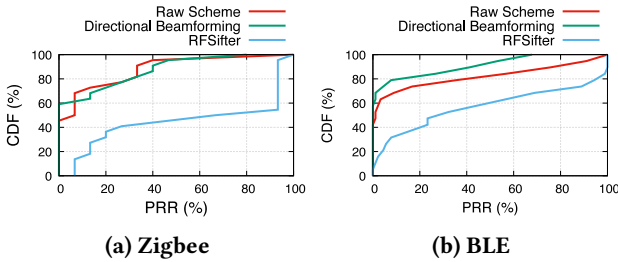 Raw Scheme
Directional Beamforming
RFSifter
CDF (%)
100
80
60
40
20
0
0 20 40 60 80 100
PRR (%)
(a) Zigbee
Raw Scheme
Directional Beamforming
RFSifter
CDF (%)
100
80
60
40
20
0
0 20 40 60 80 100
PRR (%)
(b) BLE